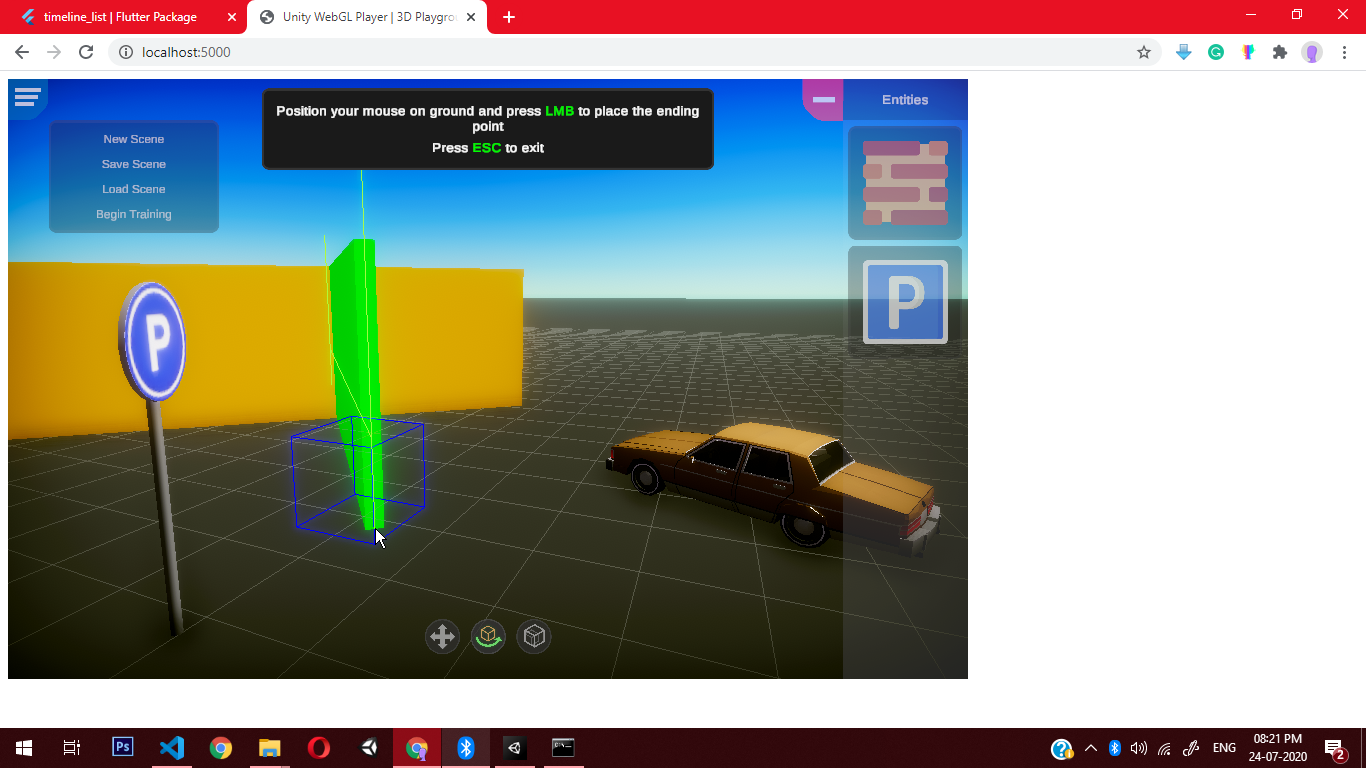 timeline_list | Flutter Package
Unity WebGL Player | 3D Playgro
localhost:5000
Position your mouse on ground and press LMB to place the ending
point
Press ESC to exit
Entities
New Scene
Save Scene
Load Scene
Begin Training
P
P
Ps
ENG
08:21 PM
24-07-2020
2